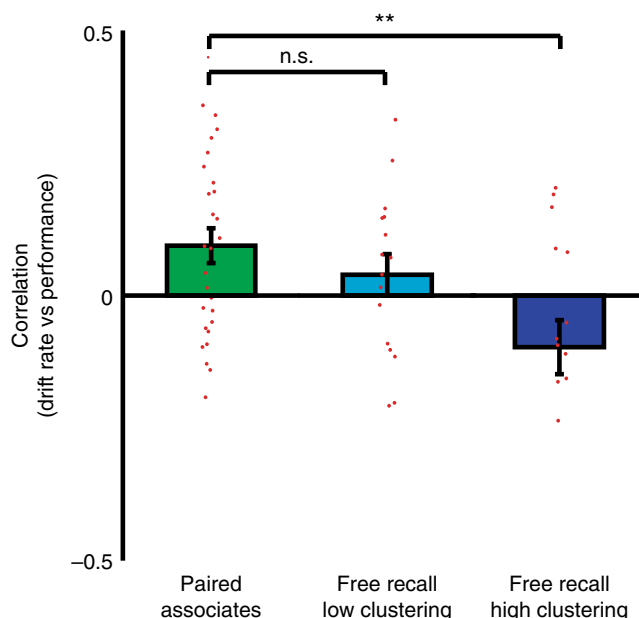 0.5
**
n.s.
Correlation
(drift rate vs performance)
0
–0.5
Paired
associates
Free recall
low clustering
Free recall
high clustering